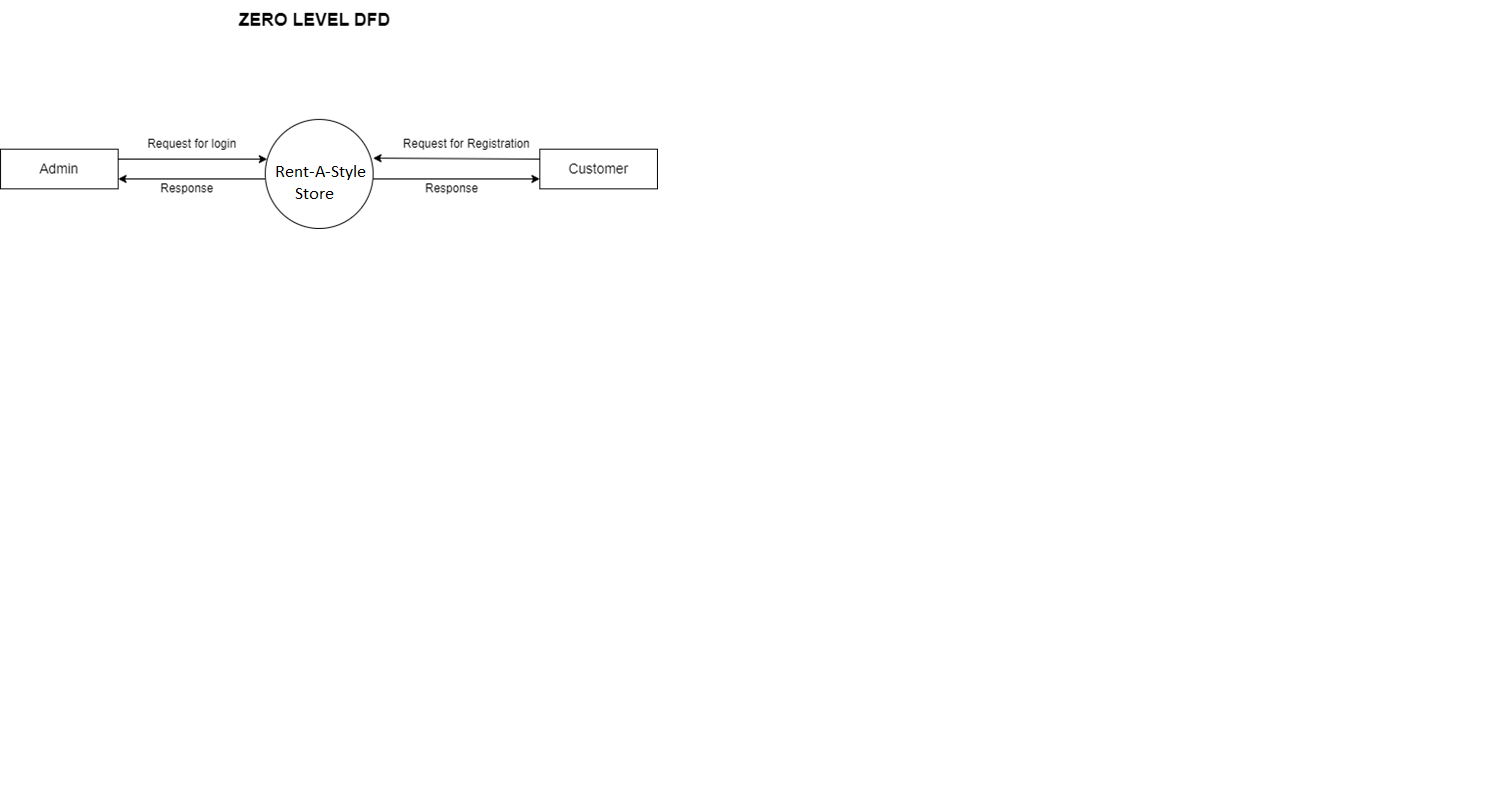 ZERO LEVEL DFD
Request for login
Request for Registration
Admin
Rent-A-Style
Store
Customer
Response
Response